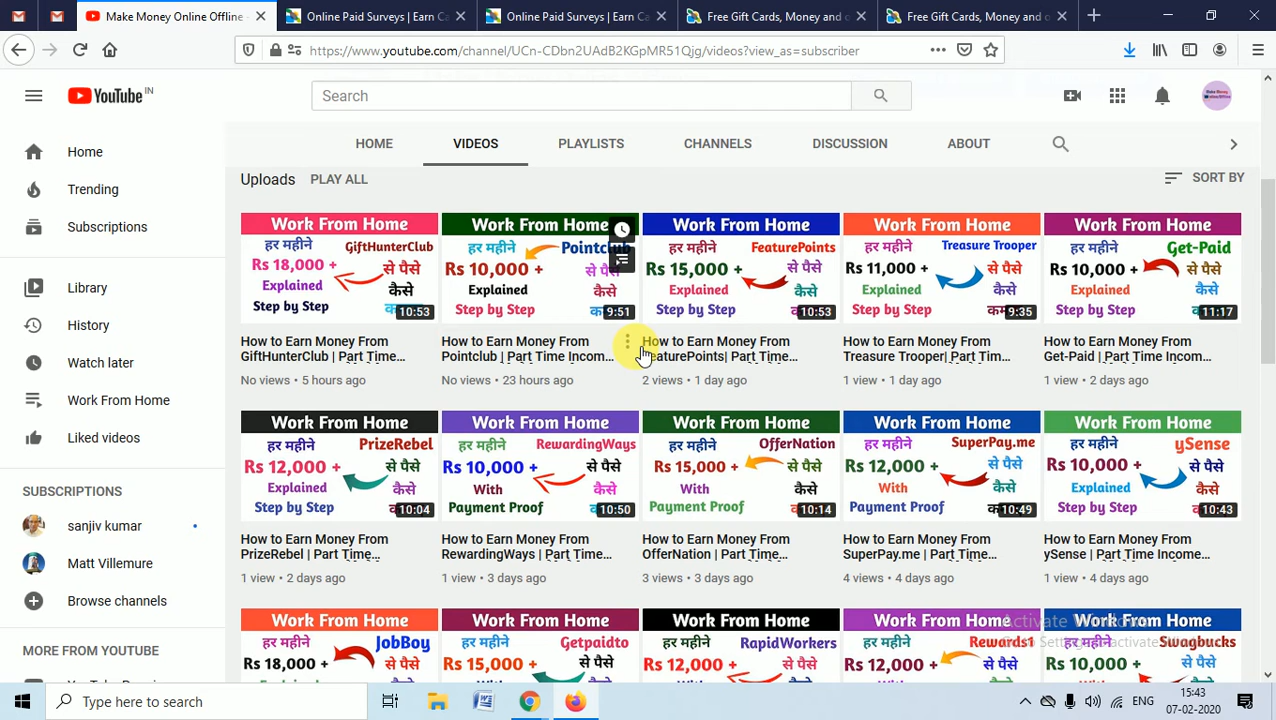 Make Money Online Offline -
Online Paid Surveys | Earn Ca
Online Paid Surveys | Earn Ca
Free Gift Cards, Money and o
Free Gift Cards, Money and o
https://www.youtube.com/channel/UCn-CDbn2UAdB2KGpMR51Qjg/videos?view_as=subscriber
YouTube IN
Search
HOME VIDEOS PLAYLISTS CHANNELS DISCUSSION ABOUT
Home
Trending
Subscriptions
Library
History
Watch later
Work From Home
Liked videos
SUBSCRIPTIONS
sanjiv kumar
Matt Villemure
Browse channels
MORE FROM YOUTUBE
Uploads PLAY ALL
SORT BY
Work From Home
हर महीने GiftHunterClub
Rs 18,000 + से पैसे
Explained कैसे
Step by Step
10:53
How to Earn Money From
GiftHunterClub | Part Time...
No views • 5 hours ago
Work From Home
हर महीने Pointclub
Rs 10,000 + से पैसे
Explained कैसे
Step by Step
9:51
How to Earn Money From
Pointclub | Part Time Incom...
No views • 23 hours ago
Work From Home
हर महीने FeaturePoints
Rs 15,000 + से पैसे
Explained कैसे
Step by Step
10:53
How to Earn Money From
FeaturePoints| Part Time...
2 views • 1 day ago
Work From Home
हर महीने Treasure Trooper
Rs 11,000 + से पैसे
Explained कैसे
Step by Step
9:35
How to Earn Money From
Treasure Trooper| Part Tim...
1 view • 1 day ago
Work From Home
हर महीने Get-Paid
Rs 10,000 + से पैसे
Explained कैसे
Step by Step
11:17
How to Earn Money From
Get-Paid | Part Time Incom...
1 view • 2 days ago
Work From Home
हर महीने PrizeRebel
Rs 12,000 + से पैसे
Explained कैसे
Step by Step
10:04
How to Earn Money From
PrizeRebel | Part Time...
1 view • 2 days ago
Work From Home
हर महीने RewardingWays
Rs 10,000 + से पैसे
With कैसे
Payment Proof
10:50
How to Earn Money From
RewardingWays | Part Time...
1 view • 3 days ago
Work From Home
हर महीने OfferNation
Rs 15,000 + से पैसे
With कैसे
Payment Proof
10:14
How to Earn Money From
OfferNation | Part Time...
3 views • 3 days ago
Work From Home
हर महीने SuperPay.me
Rs 12,000 + से पैसे
With कैसे
Payment Proof
10:49
How to Earn Money From
SuperPay.me | Part Time...
4 views • 4 days ago
Work From Home
हर महीने ySense
Rs 10,000 + से पैसे
Explained कैसे
Step by Step
10:43
How to Earn Money From
ySense | Part Time Income...
1 view • 4 days ago
Work From Home
हर महीने JobBoy
Rs 18,000 + से पैसे
Work From Home
हर महीने Getpaidto
Rs 15,000 + से पैसे
Work From Home
हर महीने RapidWorkers
Rs 12,000 + से पैसे
Work From Home
हर महीने Rewards1
Rs 12,000 + से पैसे
Work From Home
हर महीने Swagbucks
Rs 10,000 + से पैसे
Activate Windows
Go to Settings to activate Windows.
Type here to search
ENG
15:43
07-02-2020